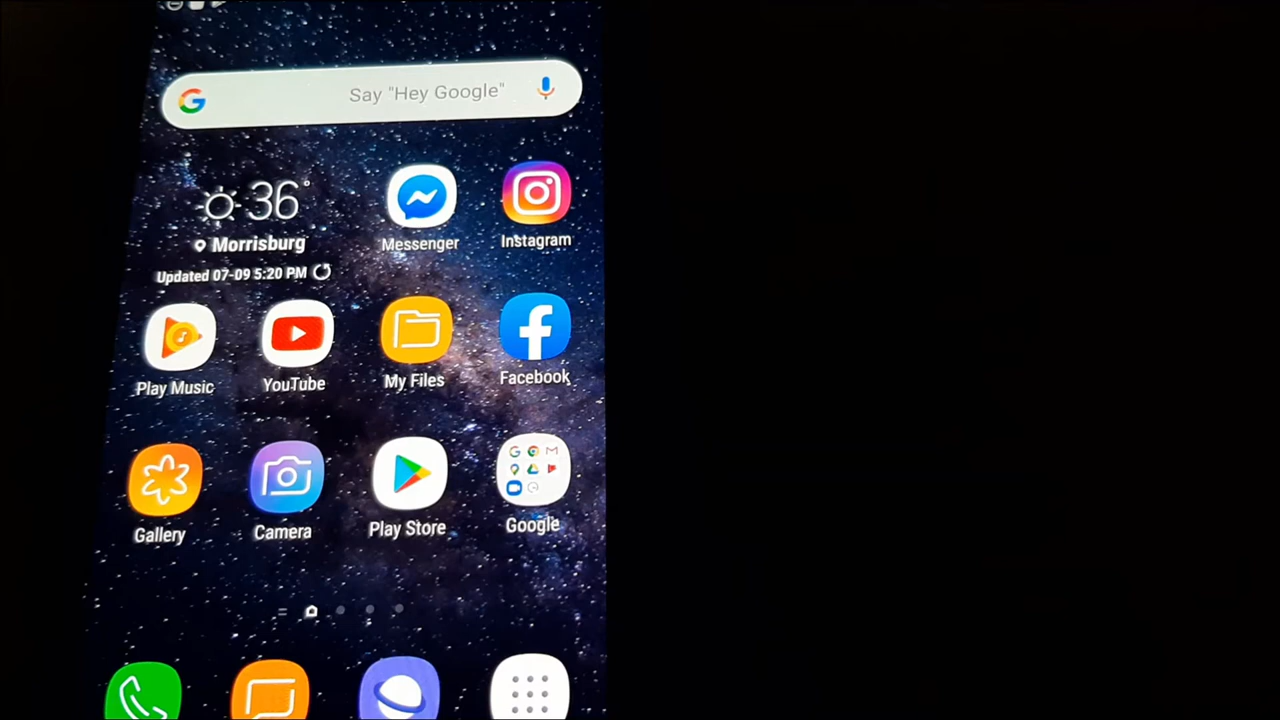 Say "Hey Google"
36°
Morrisburg
Updated 07-09 5:20 PM
Messenger
Instagram
Play Music
YouTube
My Files
Facebook
Gallery
Camera
Play Store
Google